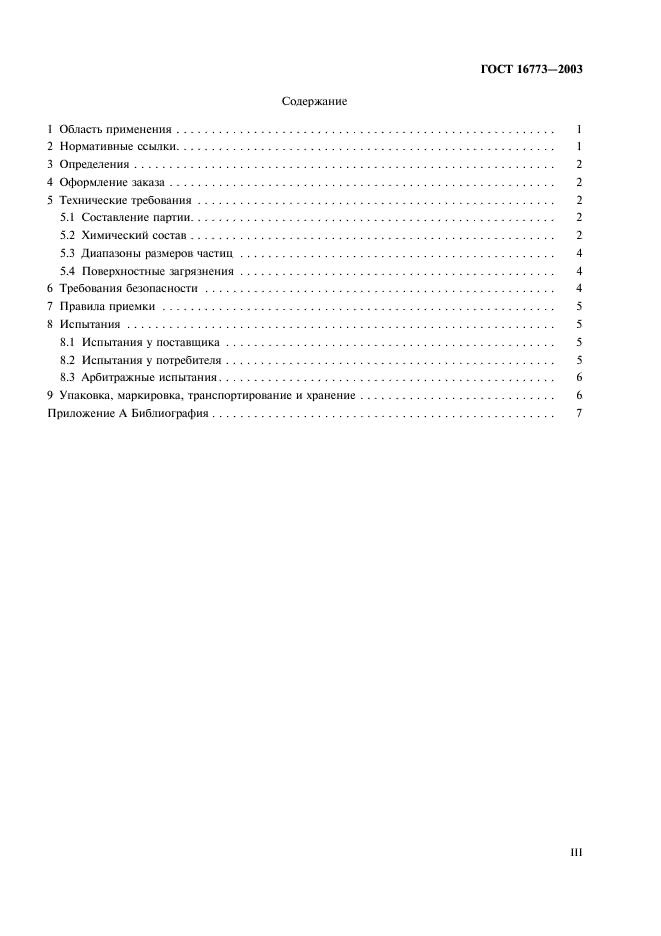 ГОСТ 16773—2003
Содержание
1 Область применения . . . . . . . . . . . . . . . . . . . . . . . . . . . . . . . . . . . . . . . . . . . . . . . . . . . . . . 1
2 Нормативные ссылки. . . . . . . . . . . . . . . . . . . . . . . . . . . . . . . . . . . . . . . . . . . . . . . . . . . . . . 1
3 Определения . . . . . . . . . . . . . . . . . . . . . . . . . . . . . . . . . . . . . . . . . . . . . . . . . . . . . . . . . . . . 2
4 Оформление заказа . . . . . . . . . . . . . . . . . . . . . . . . . . . . . . . . . . . . . . . . . . . . . . . . . . . . . . . 2
5 Технические требования . . . . . . . . . . . . . . . . . . . . . . . . . . . . . . . . . . . . . . . . . . . . . . . . . . . 2
5.1 Составление партии. . . . . . . . . . . . . . . . . . . . . . . . . . . . . . . . . . . . . . . . . . . . . . . . . . . . 2
5.2 Химический состав . . . . . . . . . . . . . . . . . . . . . . . . . . . . . . . . . . . . . . . . . . . . . . . . . . . . 2
5.3 Диапазоны размеров частиц . . . . . . . . . . . . . . . . . . . . . . . . . . . . . . . . . . . . . . . . . . . . . 4
5.4 Поверхностные загрязнения . . . . . . . . . . . . . . . . . . . . . . . . . . . . . . . . . . . . . . . . . . . . . 4
6 Требования безопасности . . . . . . . . . . . . . . . . . . . . . . . . . . . . . . . . . . . . . . . . . . . . . . . . . . 4
7 Правила приемки . . . . . . . . . . . . . . . . . . . . . . . . . . . . . . . . . . . . . . . . . . . . . . . . . . . . . . . . 5
8 Испытания . . . . . . . . . . . . . . . . . . . . . . . . . . . . . . . . . . . . . . . . . . . . . . . . . . . . . . . . . . . . . 5
8.1 Испытания у поставщика . . . . . . . . . . . . . . . . . . . . . . . . . . . . . . . . . . . . . . . . . . . . . . . 5
8.2 Испытания у потребителя . . . . . . . . . . . . . . . . . . . . . . . . . . . . . . . . . . . . . . . . . . . . . . . 5
8.3 Арбитражные испытания. . . . . . . . . . . . . . . . . . . . . . . . . . . . . . . . . . . . . . . . . . . . . . . . 6
9 Упаковка, маркировка, транспортирование и хранение . . . . . . . . . . . . . . . . . . . . . . . . . . . . 6
Приложение А Библиография . . . . . . . . . . . . . . . . . . . . . . . . . . . . . . . . . . . . . . . . . . . . . . . . . 7
III